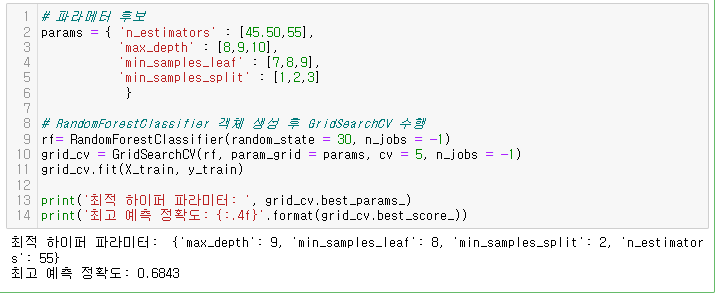 1 # 파라메터 후보
2 params = { 'n_estimators' : [45.50,55],
3 'max_depth' : [8,9,10],
4 'min_samples_leaf' : [7,8,9],
5 'min_samples_split' : [1,2,3]
6 }
7
8 # RandomForestClassifier 객체 생성 후 GridSearchCV 수행
9 rf= RandomForestClassifier(random_state = 30, n_jobs = -1)
10 grid_cv = GridSearchCV(rf, param_grid = params, cv = 5, n_jobs = -1)
11 grid_cv.fit(X_train, y_train)
12
13 print('최적 하이퍼 파라미터: ', grid_cv.best_params_)
14 print('최고 예측 정확도: {:.4f}'.format(grid_cv.best_score_))
최적 하이퍼 파라미터:  {'max_depth': 9, 'min_samples_leaf': 8, 'min_samples_split': 2, 'n_estimator
s': 55}
최고 예측 정확도: 0.6843